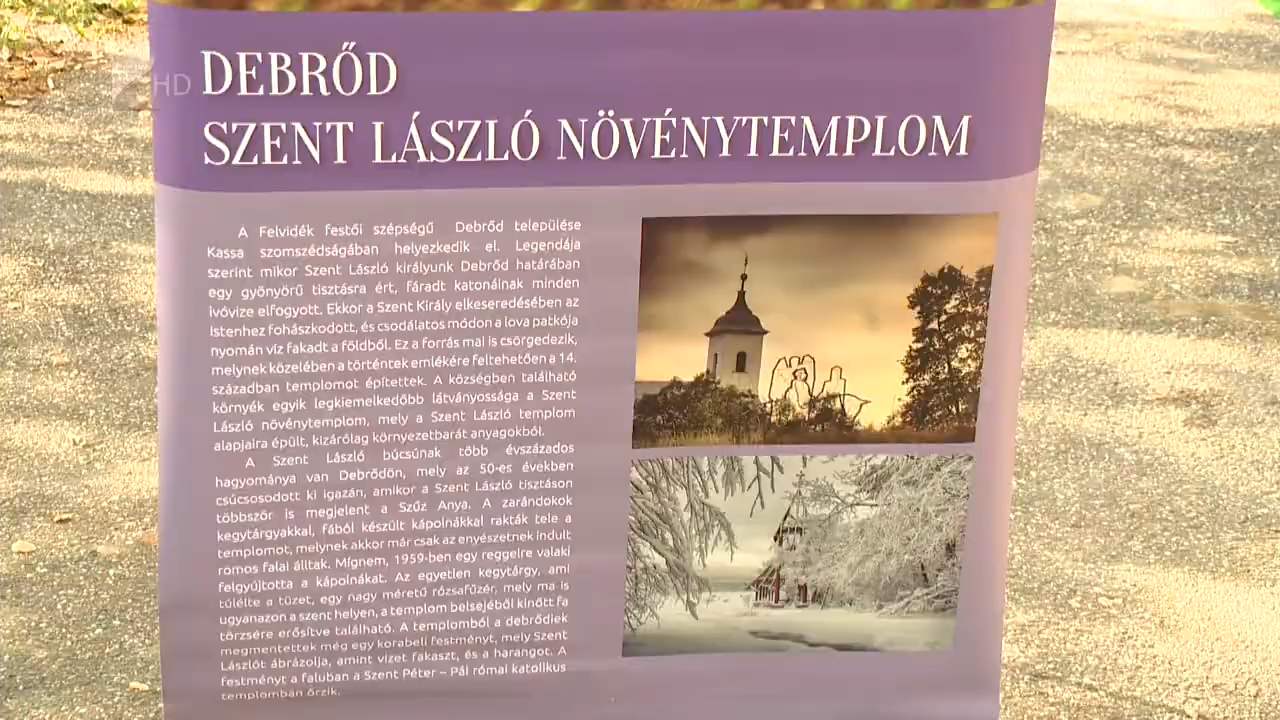 HD
DEBRŐD
SZENT LÁSZLÓ NÖVÉNYTEMPLOM
A Felvidék festői szépségű Debrőd települése
Kassa szomszédságában helyezkedik el. Legendája
szerint mikor Szent László királyunk Debrőd határában
egy gyönyörű tisztásra ért, fáradt katonáinak minden
ivóvize elfogyott. Ekkor a Szent Király elkeseredésében az
Istenhez fohászkodott, és csodálatos módon a lova patkója
nyomán víz fakadt a földből. Ez a forrás mai is csörgedezik,
melynek közelében a történtek emlékére feltehetően a 14.
században templomot építettek. A községben található
környék egyik legkiemelkedőbb látványossága a Szent
László növénytemplom, mely a Szent László templom
alapjaira épült, kizárólag környezetbarát anyagokból.
A Szent László búcsúnak több évszázados
hagyománya van Debrődön, mely az 50-es években
csúcsosodott ki igazán, amikor a Szent László tisztáson
többször is megjelent a Szűz Anya. A zarándokok
kegytárgyakkal, fából készült kápolnákkal rakták tele a
templomot, melynek akkor már csak az enyészetnek indult
romos falai álltak. Mígnem, 1959-ben egy reggelre valaki
felgyújtotta a kápolnákat. Az egyetlen kegytárgy, ami
túlélte a tüzet, egy nagy méretű rózsafűzér, mely ma is
ugyanazon a szent helyen, a templom belsejéből kinőtt fa
törzsére erősítve található. A templomból a debrődiek
megmentettek még egy korabeli festményt, mely Szent
Lászlót ábrázolja, amint vizet fakaszt, és a harangot. A
festményt a faluban a Szent Péter – Pál római katolikus
templomban őrzik.